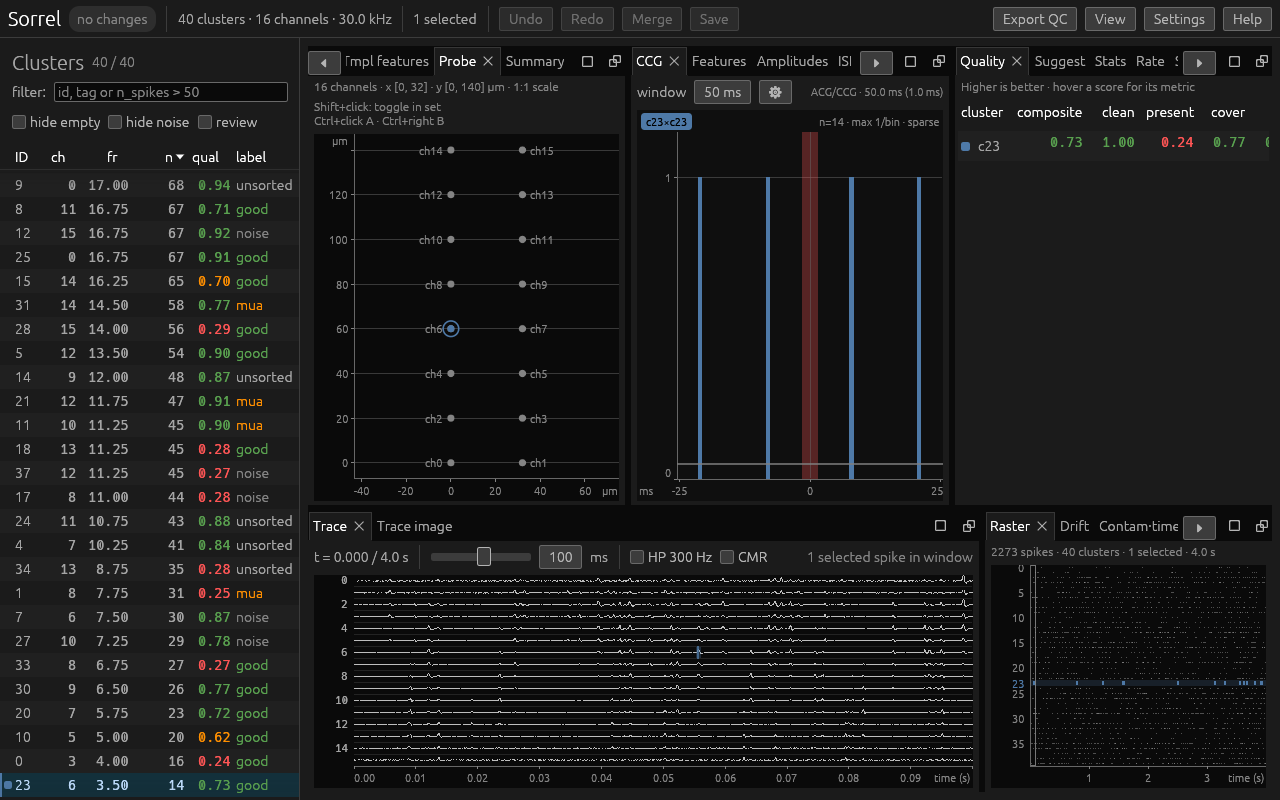 Sorrel no changes 40 clusters · 16 channels · 30.0 kHz 1 selected Undo Redo Merge Save Export QC View Settings Help
Clusters 40 / 40
filter: id, tag or n_spikes > 50
hide empty hide noise review
ID ch fr n qual label
9 0 17.00 68 0.94 unsorted
8 11 16.75 67 0.71 good
12 15 16.75 67 0.92 noise
25 0 16.75 67 0.91 good
15 14 16.25 65 0.70 good
31 14 14.50 58 0.77 mua
28 15 14.00 56 0.29 good
5 12 13.50 54 0.90 good
14 9 12.00 48 0.87 unsorted
21 12 11.75 47 0.91 mua
11 10 11.25 45 0.90 mua
18 13 11.25 45 0.28 good
37 12 11.25 45 0.27 noise
17 8 11.00 44 0.28 noise
24 11 10.75 43 0.88 unsorted
4 7 10.25 41 0.84 unsorted
34 13 8.75 35 0.28 unsorted
1 8 7.75 31 0.25 mua
7 6 7.50 30 0.87 noise
27 10 7.25 29 0.78 noise
33 8 6.75 27 0.27 good
30 9 6.50 26 0.77 good
20 7 5.75 23 0.72 good
10 5 5.00 20 0.62 good
0 3 4.00 16 0.24 good
23 6 3.50 14 0.73 good
Features Probe Summary
16 channels · x [0, 32] · y [0, 140] µm · 1:1 scale
Shift+click: toggle in set
Ctrl+click A · Ctrl+right B
µm
ch14 ch15
120 ch12 ch13
100 ch10 ch11
80 ch8 ch9
60 ch6 ch7
40 ch4 ch5
20 ch2 ch3
0 ch0 ch1
-40 -20 0 20 40 60 µm
CCG Features Amplitudes
window 50 ms ACG/CCG · 50.0 ms (1.0 ms)
c23×c23 n=14 · max 1/bin · sparse
1
0
ms -25 0 25
Quality Suggest Stats Rate
Higher is better · hover a score for its metric
cluster composite clean present cover
c23 0.73 1.00 0.24 0.77
Trace Trace image
t = 0.000 / 4.0 s 100 ms HP 300 Hz CMR 1 selected spike in window
0
2
4
6
8
10
12
14
0.00 0.01 0.02 0.03 0.04 0.05 0.06 0.07 0.08 0.09 time (s)
Raster Drift Contam-time
2273 spikes · 40 clusters · 1 selected · 4.0 s
0
5
10
15
20
23
25
30
35
1 2 3 time (s)